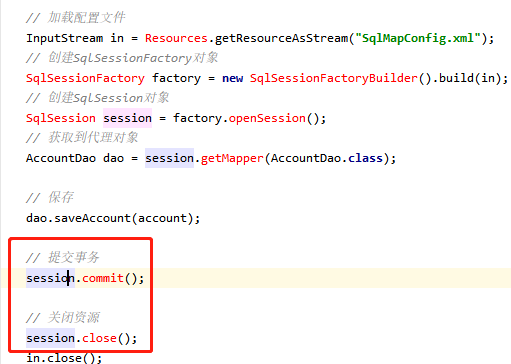 // 加载配置文件
InputStream in = Resources.getResourceAsStream("SqlMapConfig.xml");
// 创建SqlSessionFactory对象
SqlSessionFactory factory = new SqlSessionFactoryBuilder().build(in);
// 创建SqlSession对象
SqlSession session = factory.openSession();
// 获取到代理对象
AccountDao dao = session.getMapper(AccountDao.class);
// 保存
dao.saveAccount(account);
// 提交事务
session.commit();
// 关闭资源
session.close();
in.close();